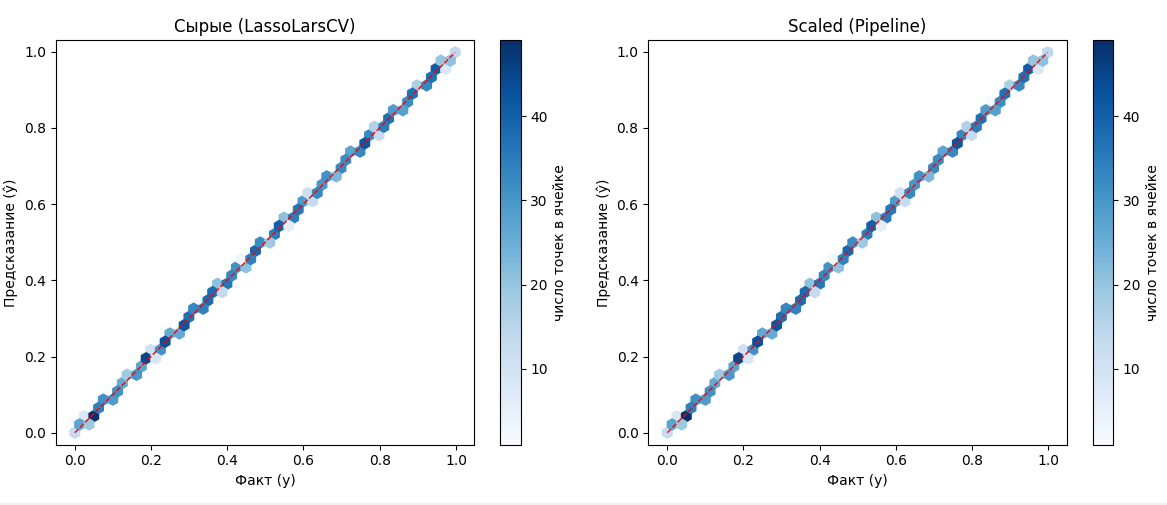 Сырые (LassoLarsCV)
1.0
0.8
0.6
0.4
0.2
0.0
Предсказание (ŷ)
0.0 0.2 0.4 0.6 0.8 1.0
Факт (y)
40
30
20
10
число точек в ячейке
Scaled (Pipeline)
1.0
0.8
0.6
0.4
0.2
0.0
Предсказание (ŷ)
0.0 0.2 0.4 0.6 0.8 1.0
Факт (y)
40
30
20
10
число точек в ячейке